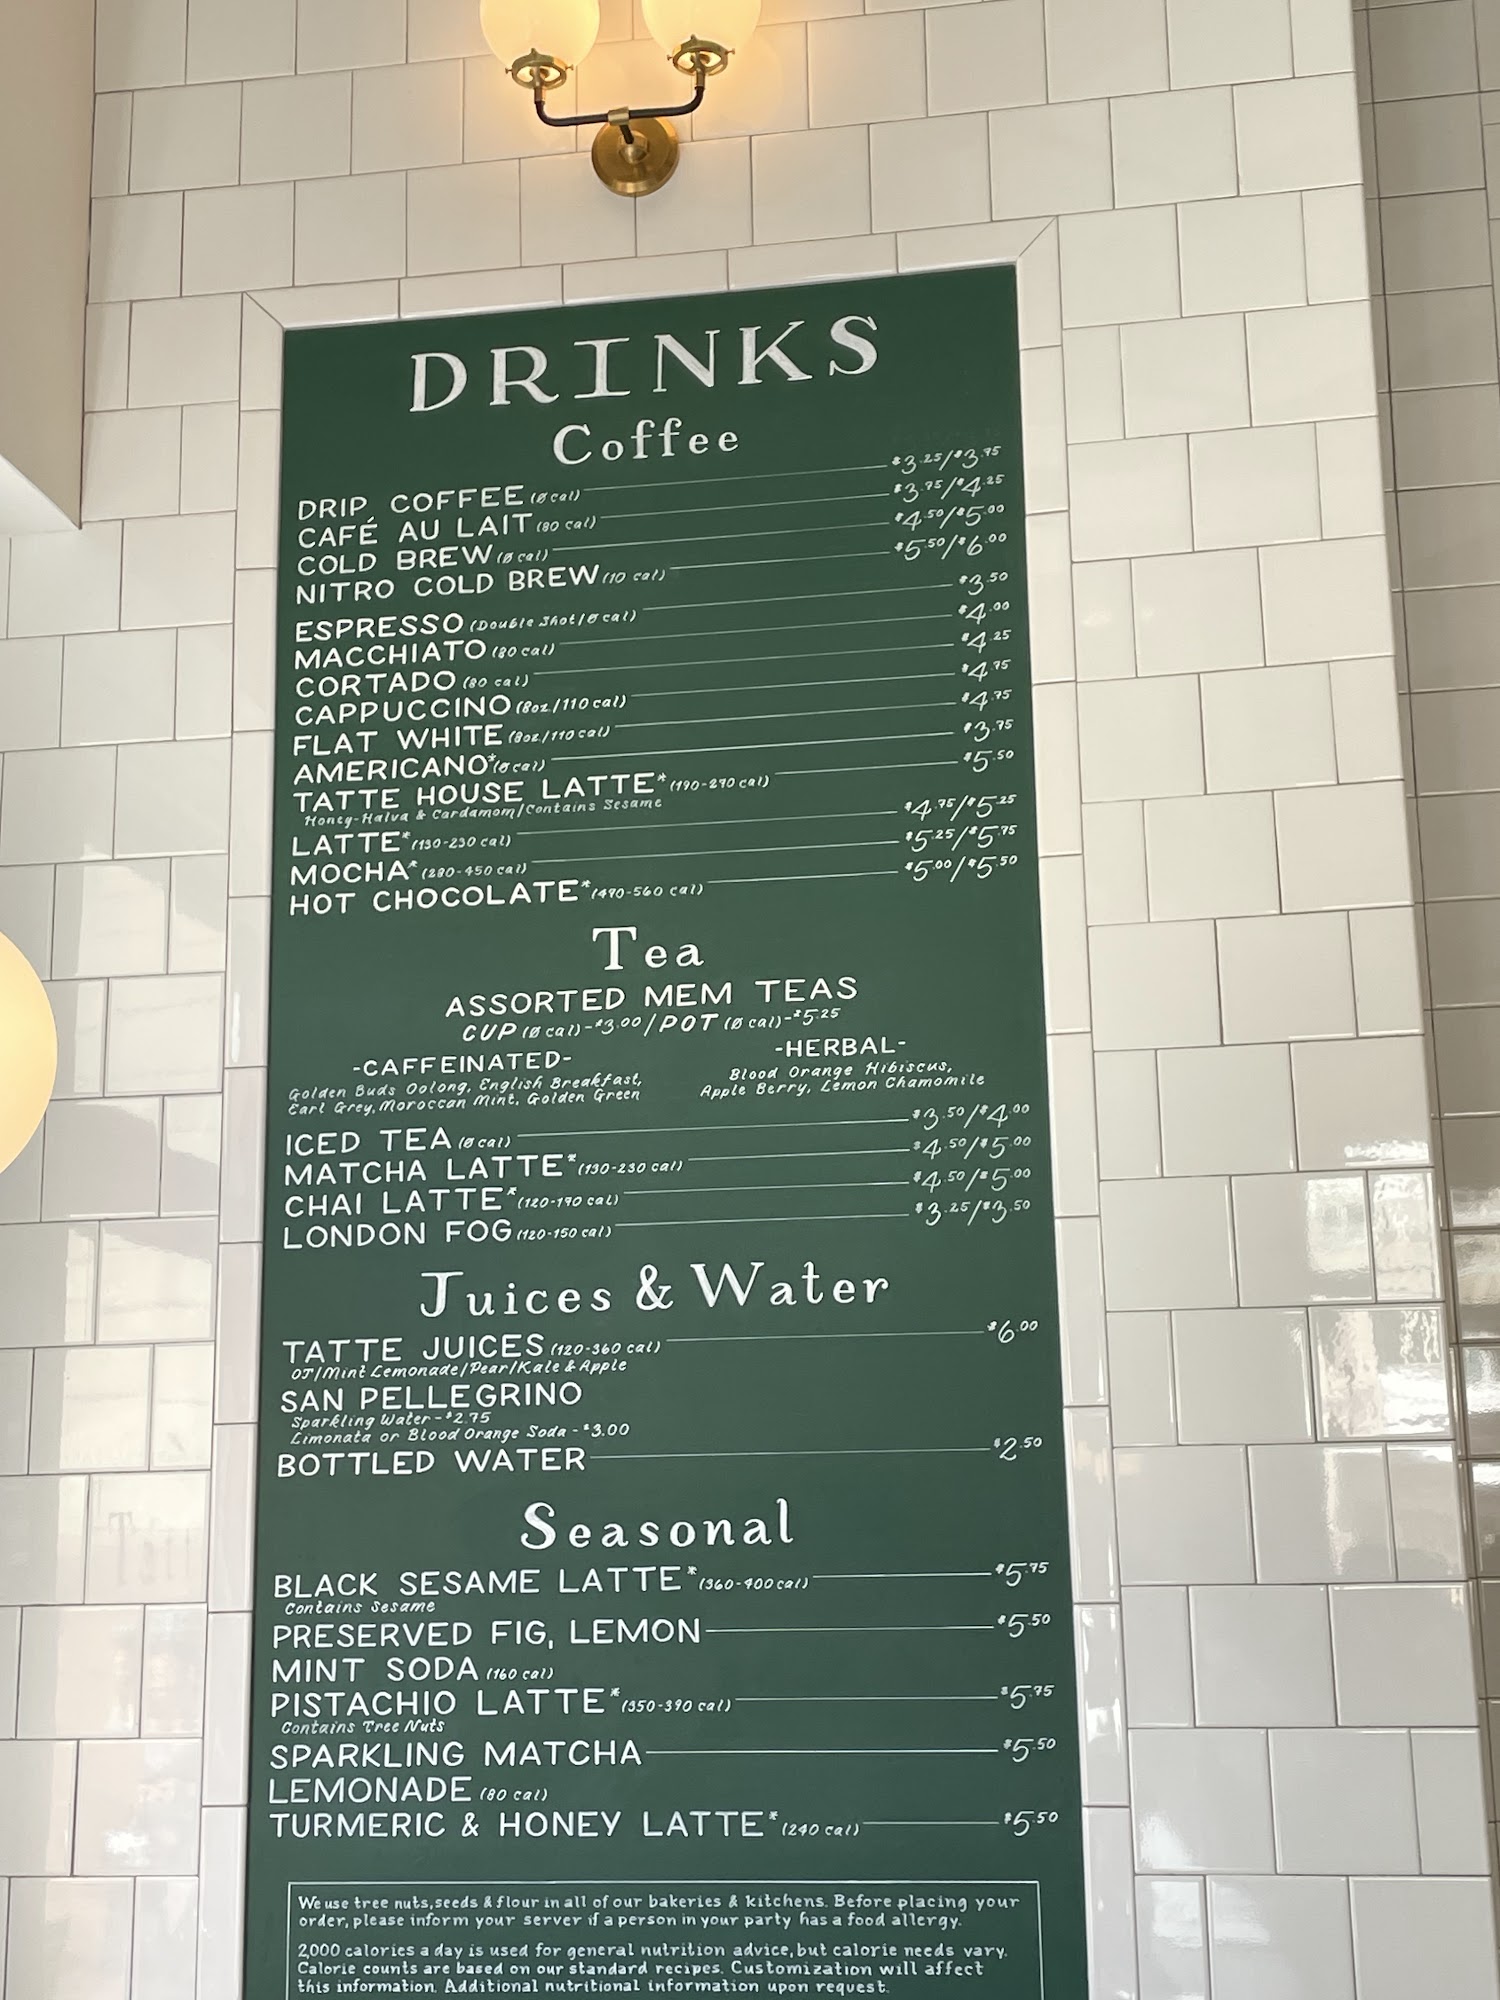 DRINKS
Coffee
DRIP COFFEE (0 cal) $3.25/$3.75
CAFÉ AU LAIT (80 cal) $3.75/$4.25
COLD BREW (0 cal) $4.50/$5.00
NITRO COLD BREW (10 cal) $5.50/$6.00
ESPRESSO (Double Shot/0 cal) $3.50
MACCHIATO (80 cal) $4.00
CORTADO (80 cal) $4.25
CAPPUCCINO (8oz/110 cal) $4.75
FLAT WHITE (8oz/110 cal) $4.75
AMERICANO* (0 cal) $3.75
TATTE HOUSE LATTE* (190-270 cal) $5.50
Honey-Halva & Cardamom/Contains Sesame
LATTE* (130-230 cal) $4.75/$5.25
MOCHA* (280-450 cal) $5.25/$5.75
HOT CHOCOLATE* (490-560 cal) $5.00/$5.50
Tea
ASSORTED MEM TEAS
CUP (0 cal)-$3.00/POT (0 cal)-$5.25
-CAFFEINATED-
Golden Buds Oolong, English Breakfast,
Earl Grey, Moroccan Mint, Golden Green
-HERBAL-
Blood Orange Hibiscus,
Apple Berry, Lemon Chamomile
ICED TEA (0 cal) $3.50/$4.00
MATCHA LATTE* (130-230 cal) $4.50/$5.00
CHAI LATTE* (120-190 cal) $4.50/$5.00
LONDON FOG (120-150 cal) $3.25/$3.50
Juices & Water
TATTE JUICES (120-360 cal) $6.00
OJ/Mint Lemonade/Pear/Kale & Apple
SAN PELLEGRINO
Sparkling Water-$2.75
Limonata or Blood Orange Soda-$3.00
BOTTLED WATER $2.50
Seasonal
BLACK SESAME LATTE* (360-400 cal) $5.75
Contains Sesame
PRESERVED FIG, LEMON $5.50
MINT SODA (160 cal)
PISTACHIO LATTE* (350-390 cal) $5.75
Contains Tree Nuts
SPARKLING MATCHA $5.50
LEMONADE (80 cal)
TURMERIC & HONEY LATTE* (240 cal) $5.50
We use tree nuts, seeds & flour in all of our bakeries & kitchens. Before placing your
order, please inform your server if a person in your party has a food allergy.
2,000 calories a day is used for general nutrition advice, but calorie needs vary.
Calorie counts are based on our standard recipes. Customization will affect
this information. Additional nutritional information upon request.